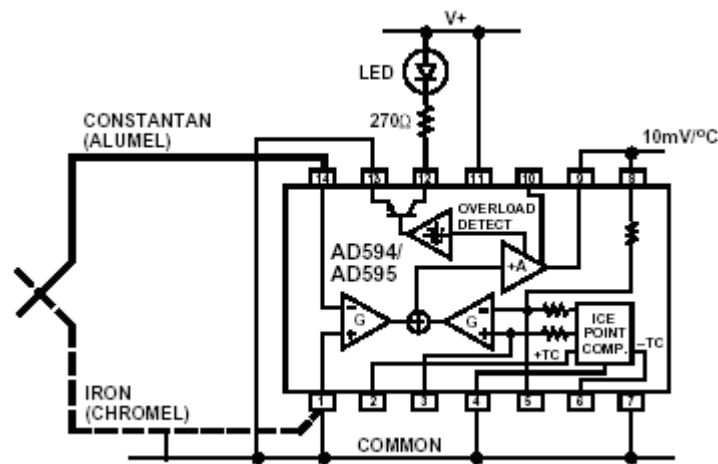 V+
LED
270Ω
CONSTANTAN
(ALUMEL)
10mV/°C
14
13
12
11
10
9
8
OVERLOAD
DETECT
AD594/
AD595
+A
G
G
ICE
POINT
COMP.
+TC
–TC
IRON
(CHROMEL)
1
2
3
4
5
6
7
COMMON